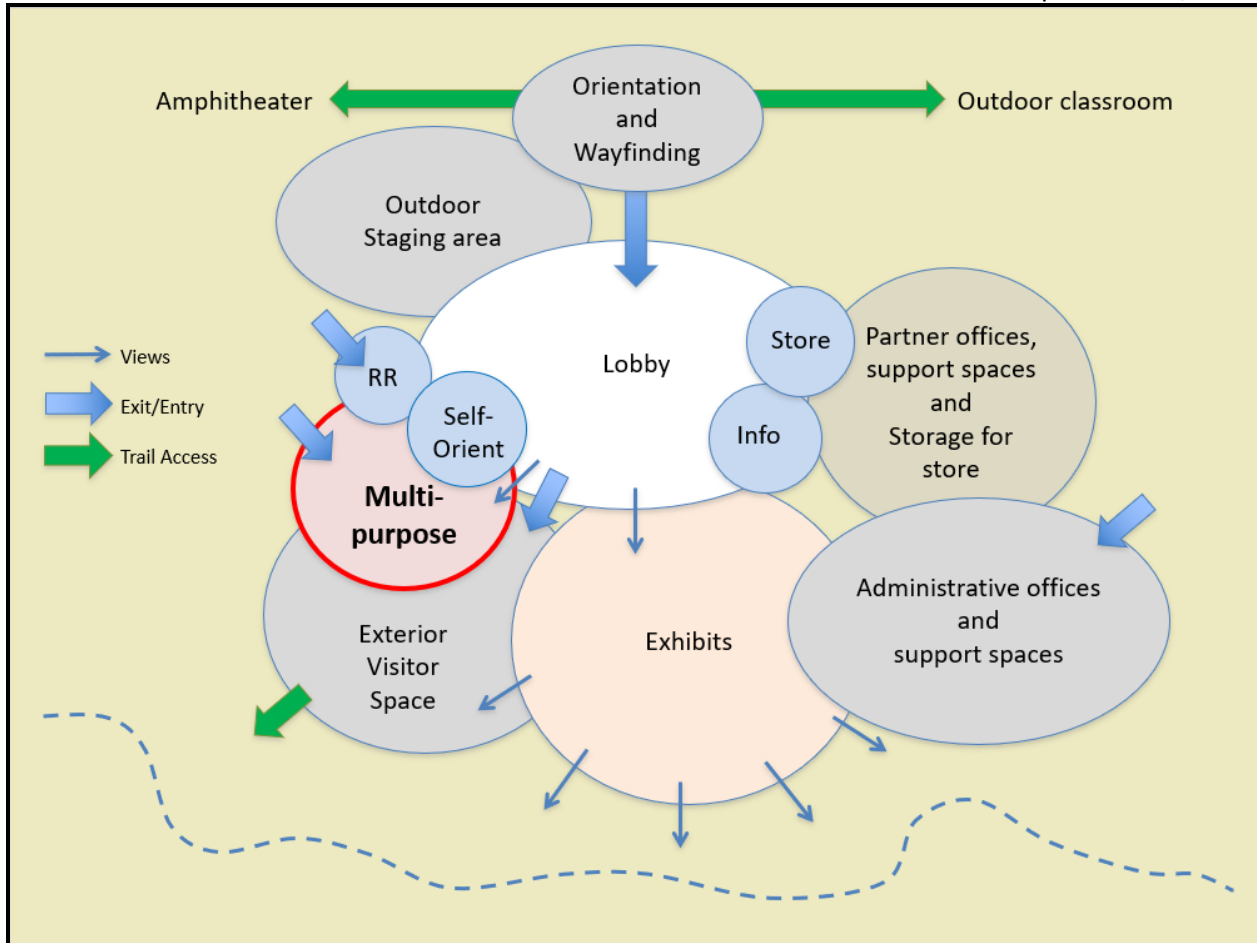 Amphitheater
Orientation
and
Wayfinding
Outdoor classroom
Outdoor
Staging area
Views
Exit/Entry
Trail Access
RR
Self-
Orient
Multi-
purpose
Lobby
Store
Info
Partner offices,
support spaces
and
Storage for
store
Exterior
Visitor
Space
Exhibits
Administrative offices
and
support spaces